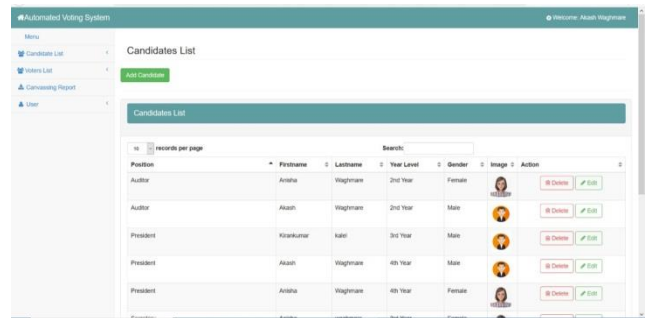 Automated Voting System
Welcome: Akash Waghmare
Menu
Candidate List
Voters List
Canvassing Report
User
Candidates List
Add Candidate
Candidates List
10 records per page
Search:
Position Firstname Lastname Year Level Gender Image Action
Auditor Anisha Waghmare 2nd Year Female Delete Edit
Auditor Akash Waghmare 2nd Year Male Delete Edit
President Kirankumar kalel 3rd Year Male Delete Edit
President Akash Waghmare 4th Year Male Delete Edit
President Anisha Waghmare 4th Year Female Delete Edit